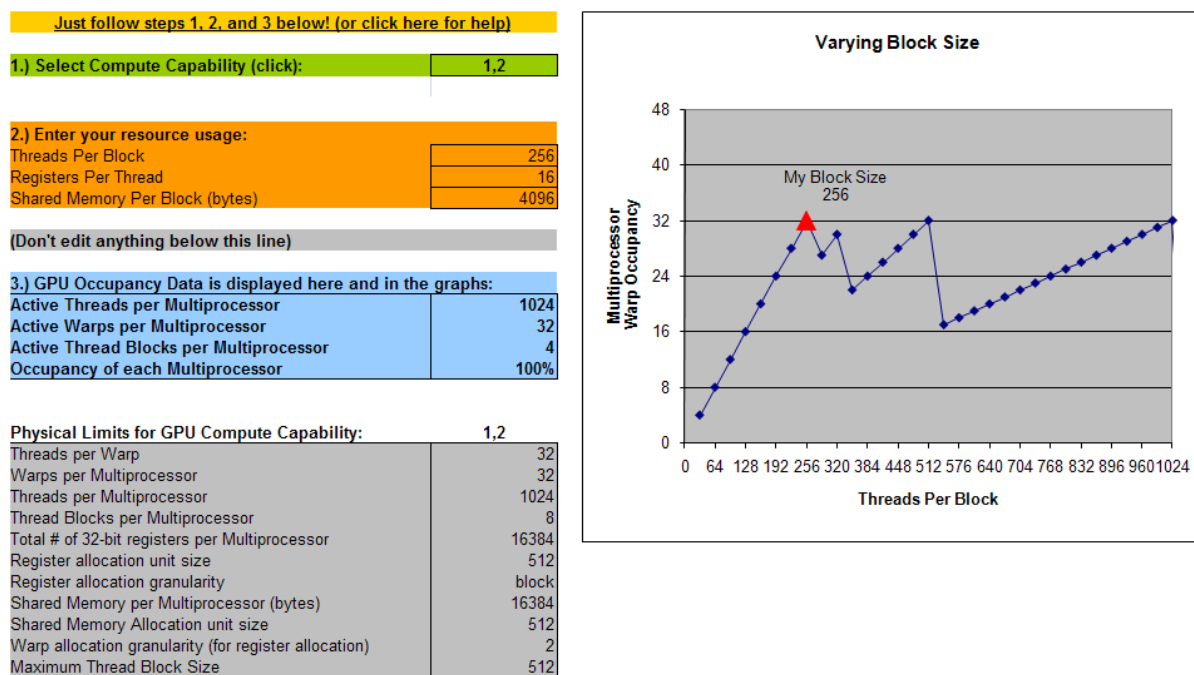 Just follow steps 1, 2, and 3 below! (or click here for help)
1.) Select Compute Capability (click): 1,2
2.) Enter your resource usage:
Threads Per Block 256
Registers Per Thread 16
Shared Memory Per Block (bytes) 4096
(Don't edit anything below this line)
3.) GPU Occupancy Data is displayed here and in the graphs:
Active Threads per Multiprocessor 1024
Active Warps per Multiprocessor 32
Active Thread Blocks per Multiprocessor 4
Occupancy of each Multiprocessor 100%
Physical Limits for GPU Compute Capability: 1,2
Threads per Warp 32
Warps per Multiprocessor 32
Threads per Multiprocessor 1024
Thread Blocks per Multiprocessor 8
Total # of 32-bit registers per Multiprocessor 16384
Register allocation unit size 512
Register allocation granularity block
Shared Memory per Multiprocessor (bytes) 16384
Shared Memory Allocation unit size 512
Warp allocation granularity (for register allocation) 2
Maximum Thread Block Size 512
Varying Block Size
48
40
32
24
16
8
0
Multiprocessor
Warp Occupancy
My Block Size
256
0 64 128 192 256 320 384 448 512 576 640 704 768 832 896 960 1024
Threads Per Block